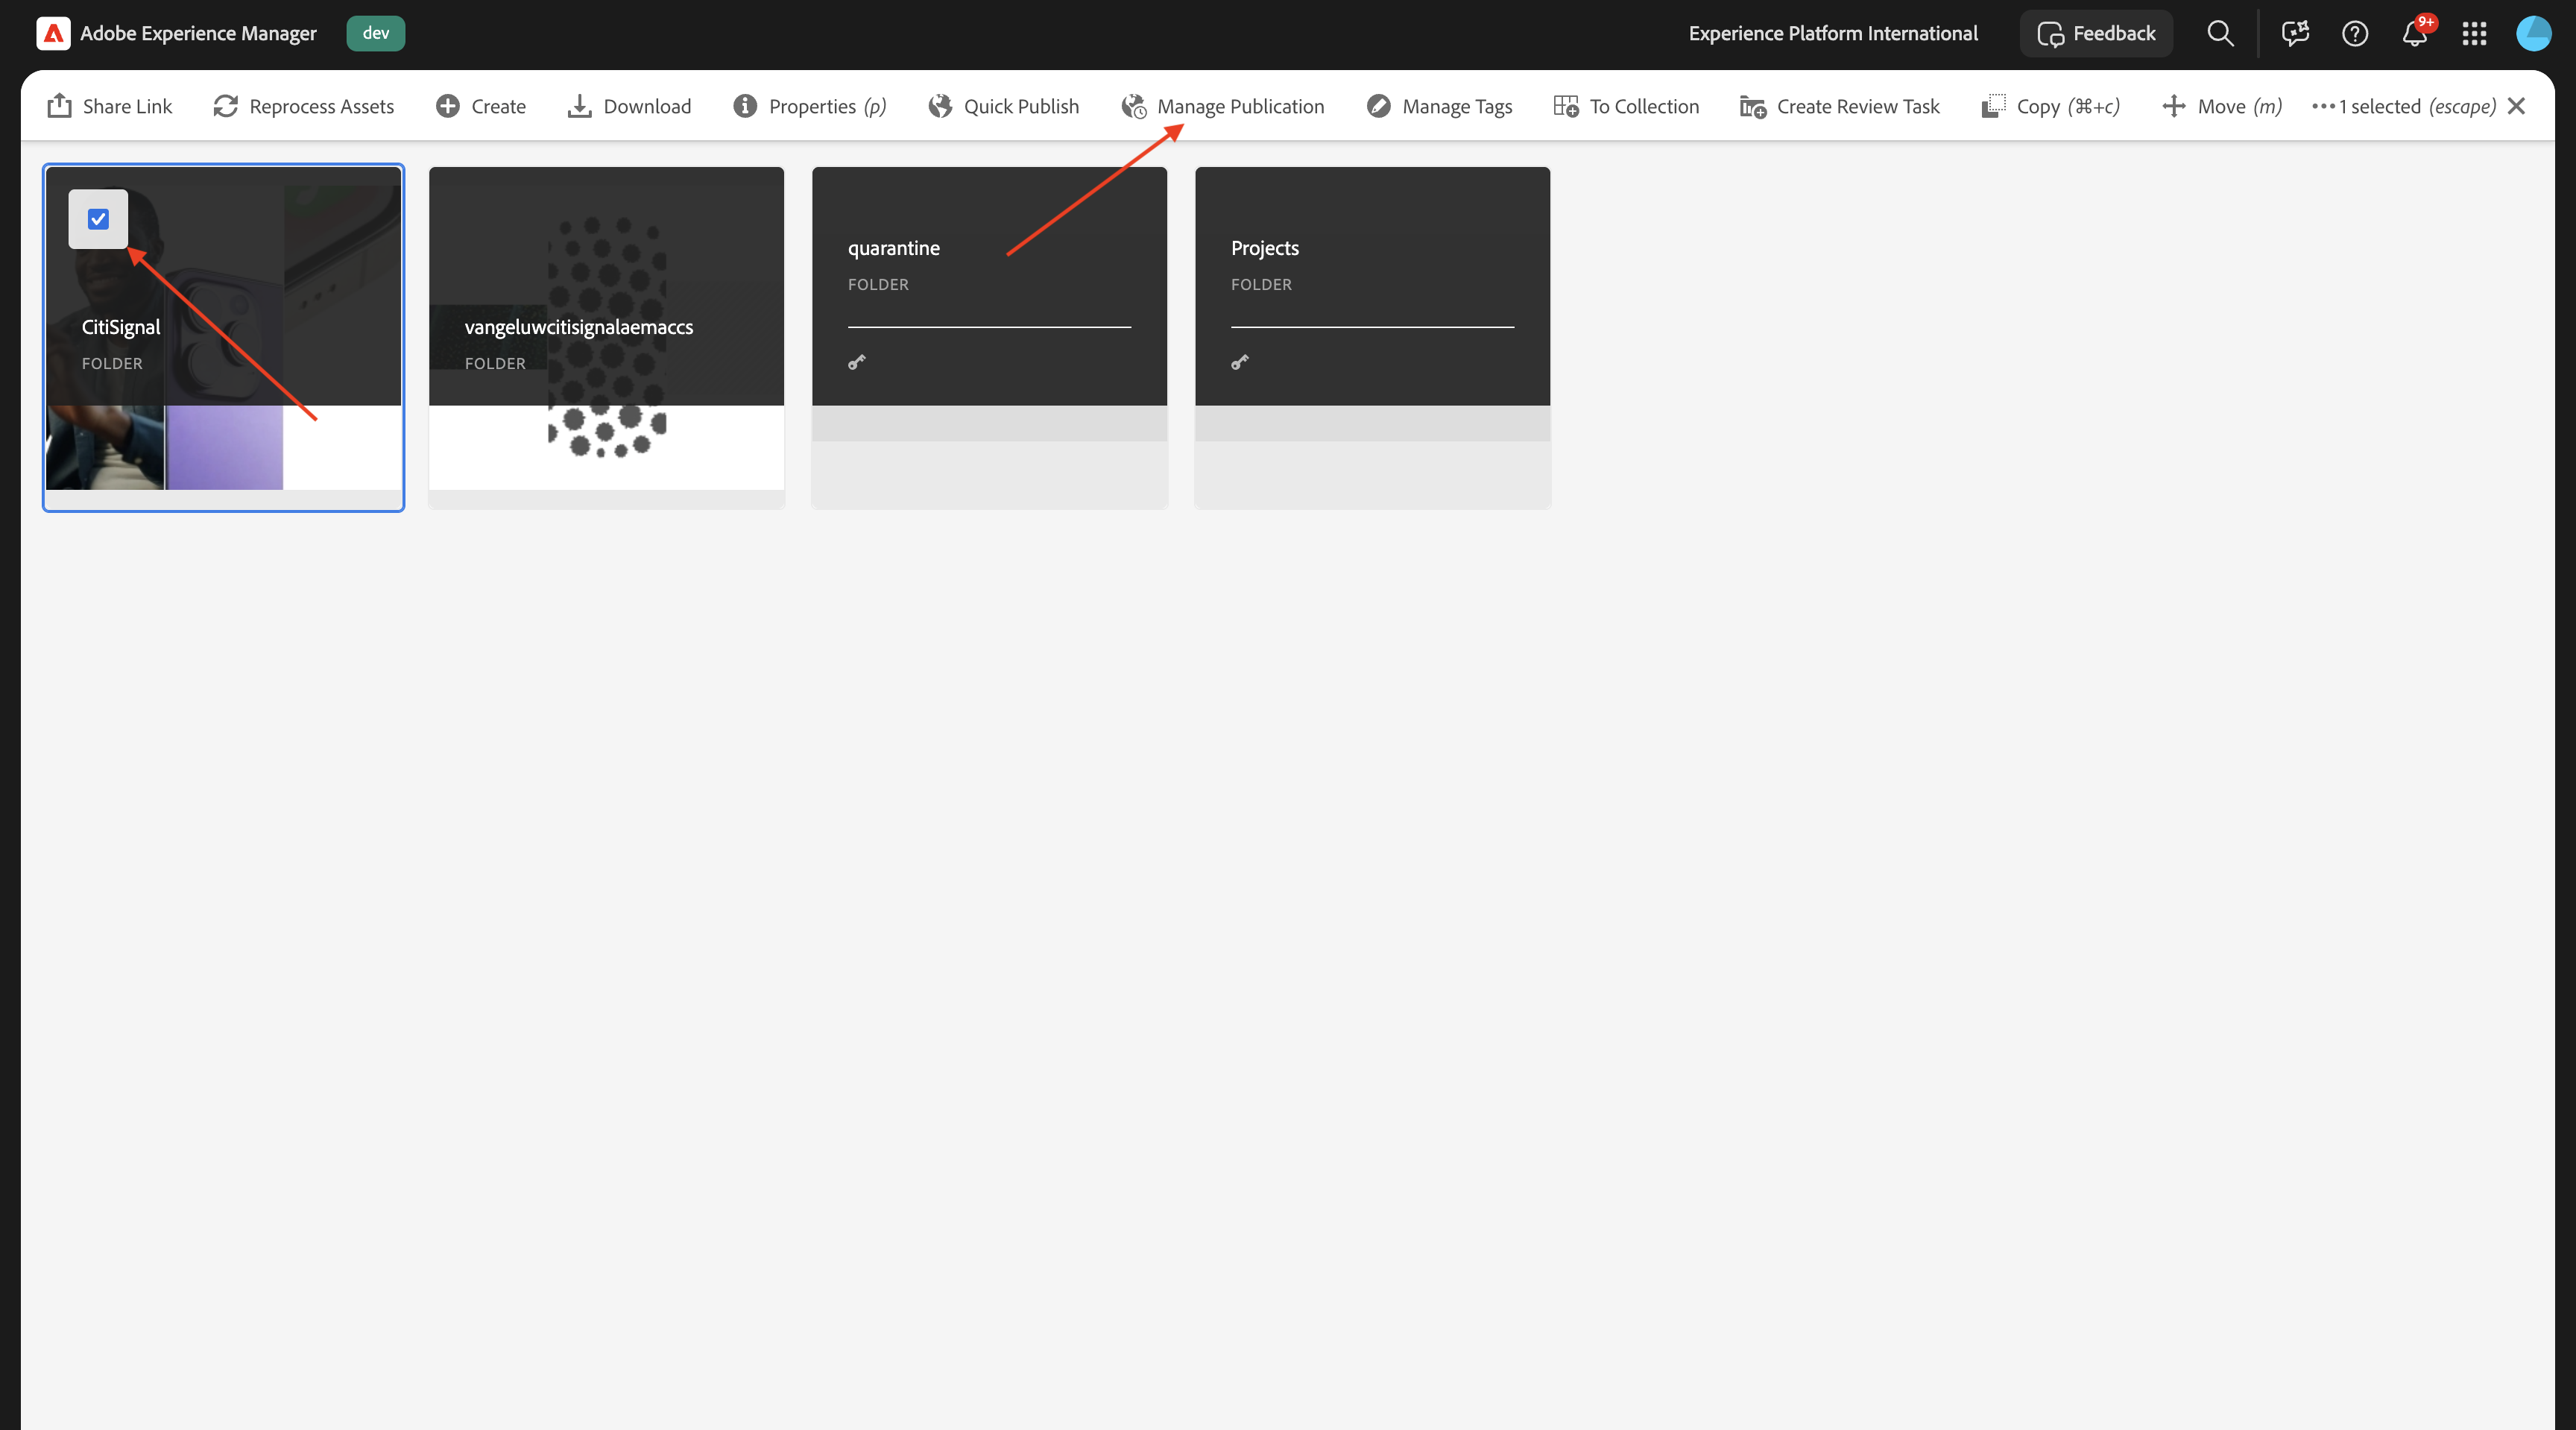 Adobe Experience Manager dev Experience Platform International Feedback 9+
Share Link Reprocess Assets Create Download Properties (p) Quick Publish Manage Publication Manage Tags To Collection Create Review Task Copy (⌘+c) Move (m) 1 selected (escape)
CitiSignal
FOLDER
vangeluwcitisignalaemaccs
FOLDER
quarantine
FOLDER
Projects
FOLDER